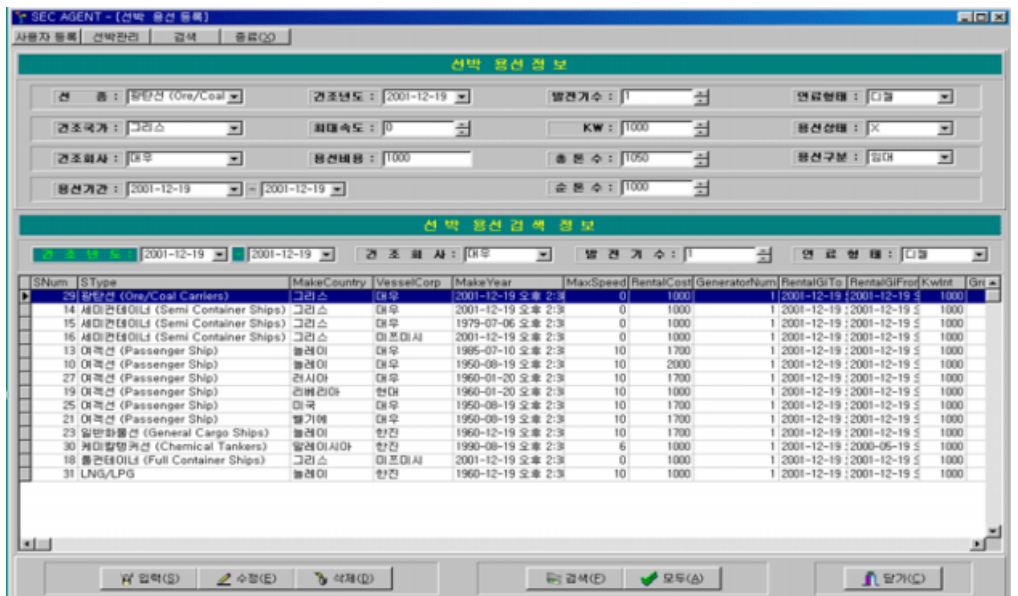 SEC AGENT - [선박 용선 등록]
사용자 등록 선박관리 검색 종료(X)
선박 용선 정보
선 종 : 광탄선 (Ore/Coal 건조년도 : 2001-12-19 발전기수 : 1 연료형태 : 디젤
건조국가 : 그리스 최대속도 : 0 KW : 1000 용선상태 : X
건조회사 : 대우 용선비용 : 1000 총 톤 수 : 1050 용선구분 : 임대
용선기간 : 2001-12-19 - 2001-12-19 순 톤 수 : 1000
선 박 용선 검색 정보
건 조 년 도 : 2001-12-19 - 2001-12-19 건 조 회 사 : 대우 발 전 기 수 : 1 연 료 형 태 : 디젤
SNum SType MakeCountry VesselCorp MakeYear MaxSpeed RentalCost GeneratorNum RentalGiTo RentalGiFrom KwInt
29 광탄선 (Ore/Coal Carriers) 그리스 대우 2001-12-19 오후 2:3 0 1000 1 2001-12-19 2001-12-19 1000
14 세미컨테이너 (Semi Container Ships) 그리스 대우 2001-12-19 오후 2:3 0 1000 1 2001-12-19 2001-12-19 1000
15 세미컨테이너 (Semi Container Ships) 그리스 대우 1979-07-06 오후 2:3 0 1000 1 2001-12-19 2001-12-19 1000
16 세미컨테이너 (Semi Container Ships) 그리스 미쯔미시 2001-12-19 오후 2:3 0 1000 1 2001-12-19 2001-12-19 1000
13 여객선 (Passenger Ship) 놀레이 대우 1985-07-10 오후 2:3 10 1700 1 2001-12-19 2001-12-19 1000
10 여객선 (Passenger Ship) 놀레이 대우 1950-08-19 오후 2:3 10 2000 1 2001-12-19 2001-12-19 1000
27 여객선 (Passenger Ship) 러시아 대우 1960-01-20 오후 2:3 10 1700 1 2001-12-19 2001-12-19 1000
19 여객선 (Passenger Ship) 리베리아 현대 1960-01-20 오후 2:3 10 1000 1 2001-12-19 2001-12-19 1000
25 여객선 (Passenger Ship) 미국 대우 1950-08-19 오후 2:3 10 1700 1 2001-12-19 2001-12-19 1000
21 여객선 (Passenger Ship) 벨기에 대우 1950-08-19 오후 2:3 10 1700 1 2001-12-19 2001-12-19 1000
23 일반화물선 (General Cargo Ships) 놀레이 한진 1960-12-19 오후 2:3 10 1700 1 2001-12-19 2001-12-19 1000
30 케미칼탱커선 (Chemical Tankers) 말레이시아 한진 1990-08-19 오후 2:3 6 1000 1 2001-12-19 2000-05-19 1000
18 풀컨테이너 (Full Container Ships) 그리스 미쯔미시 2001-12-19 오후 2:3 0 1000 1 2001-12-19 2001-12-19 1000
31 LNG/LPG 놀레이 한진 1960-12-19 오후 2:3 10 1000 1 2001-12-19 2001-12-19 1000
입력(S) 수정(E) 삭제(D) 검색(F) 모두(A) 닫기(C)